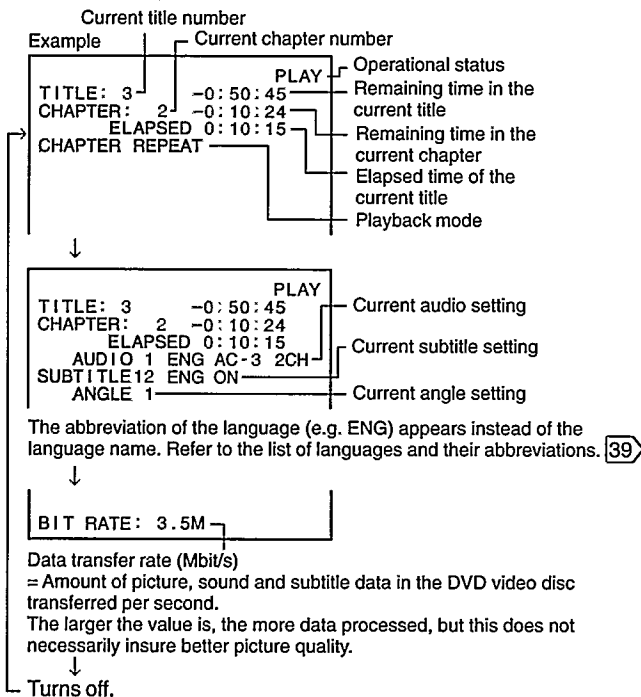 Current title number
Example
Current chapter number
PLAY
Operational status
TITLE: 3 -0:50:45
Remaining time in the
current title
CHAPTER: 2 -0:10:24
Remaining time in the
current chapter
ELAPSED 0:10:15
Elapsed time of the
current title
CHAPTER REPEAT
Playback mode
↓
PLAY
TITLE: 3 -0:50:45
CHAPTER: 2 -0:10:24
ELAPSED 0:10:15
AUDIO 1 ENG AC-3 2CH
Current audio setting
SUBTITLE12 ENG ON
Current subtitle setting
ANGLE 1
Current angle setting
The abbreviation of the language (e.g. ENG) appears instead of the
language name. Refer to the list of languages and their abbreviations. 39
↓
BIT RATE: 3.5M
Data transfer rate (Mbit/s)
= Amount of picture, sound and subtitle data in the DVD video disc
transferred per second.
The larger the value is, the more data processed, but this does not
necessarily insure better picture quality.
↓
Turns off.